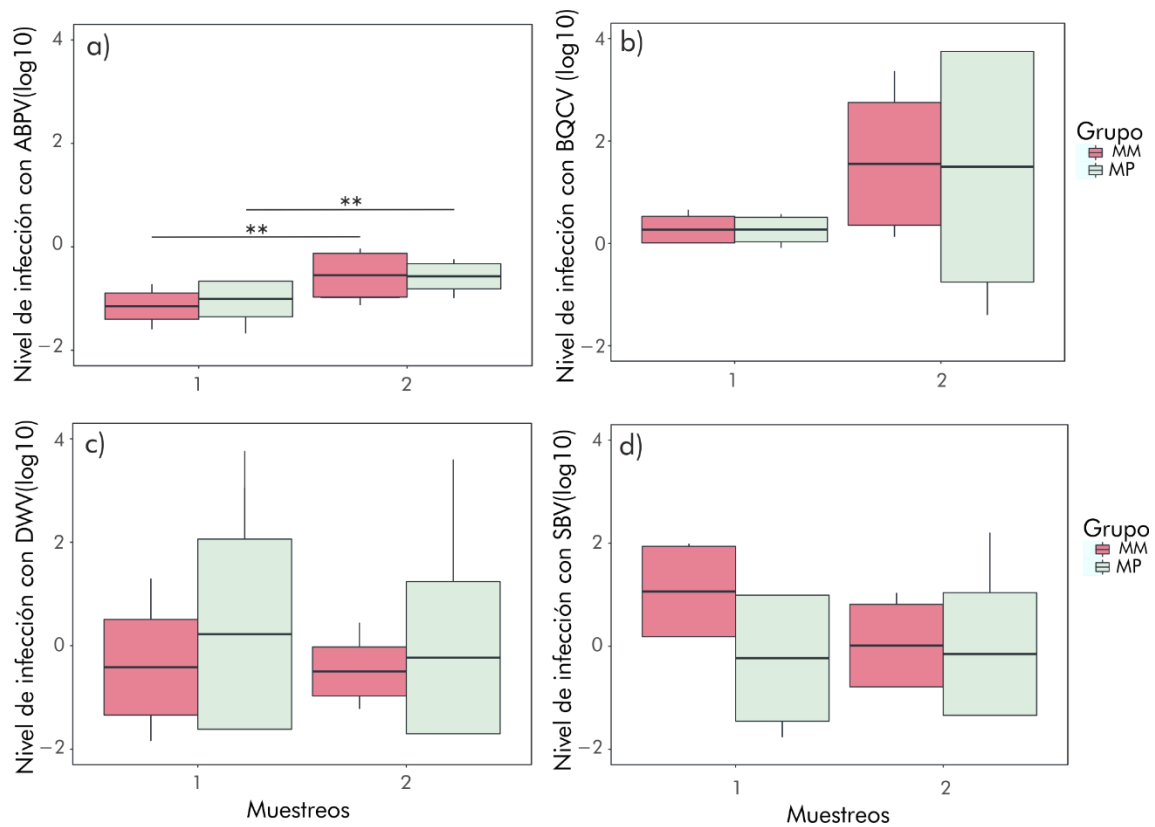 a)
Nivel de infección con ABPV(log10)
4
2
0
−2
**
**
1
2
b)
Nivel de infección con BQCV (log10)
4
2
0
−2
1
2
Grupo
MM
MP
c)
Nivel de infección con DWV(log10)
4
2
0
−2
1
2
Muestreos
d)
Nivel de infección con SBV(log10)
4
2
0
−2
1
2
Muestreos
Grupo
MM
MP